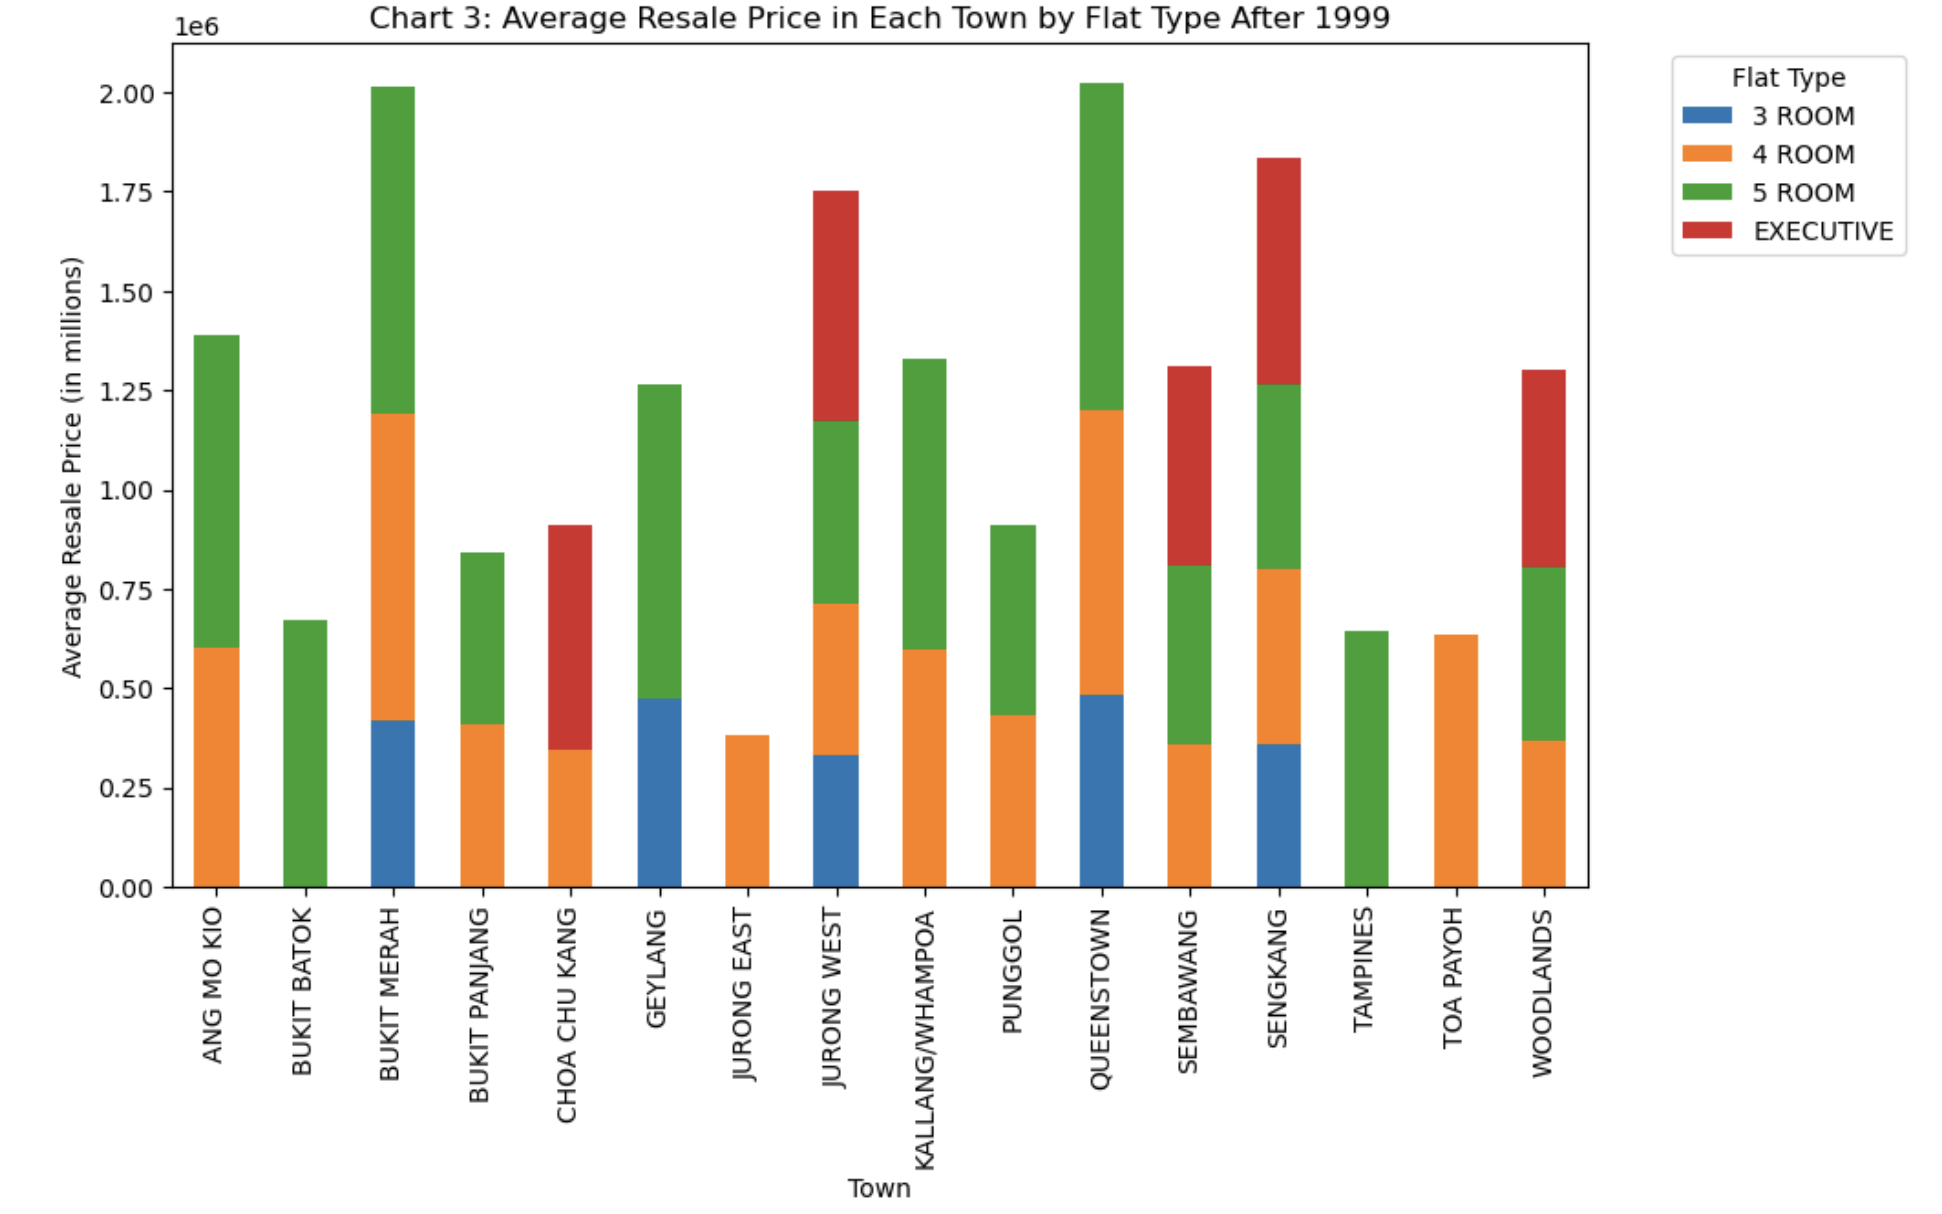 Chart 3: Average Resale Price in Each Town by Flat Type After 1999
1e6
2.00
1.75
1.50
1.25
1.00
0.75
0.50
0.25
0.00
Average Resale Price (in millions)
ANG MO KIO
BUKIT BATOK
BUKIT MERAH
BUKIT PANJANG
CHOA CHU KANG
GEYLANG
JURONG EAST
JURONG WEST
KALLANG/WHAMPOA
PUNGGOL
QUEENSTOWN
SEMBAWANG
SENGKANG
TAMPINES
TOA PAYOH
WOODLANDS
Town
Flat Type
3 ROOM
4 ROOM
5 ROOM
EXECUTIVE